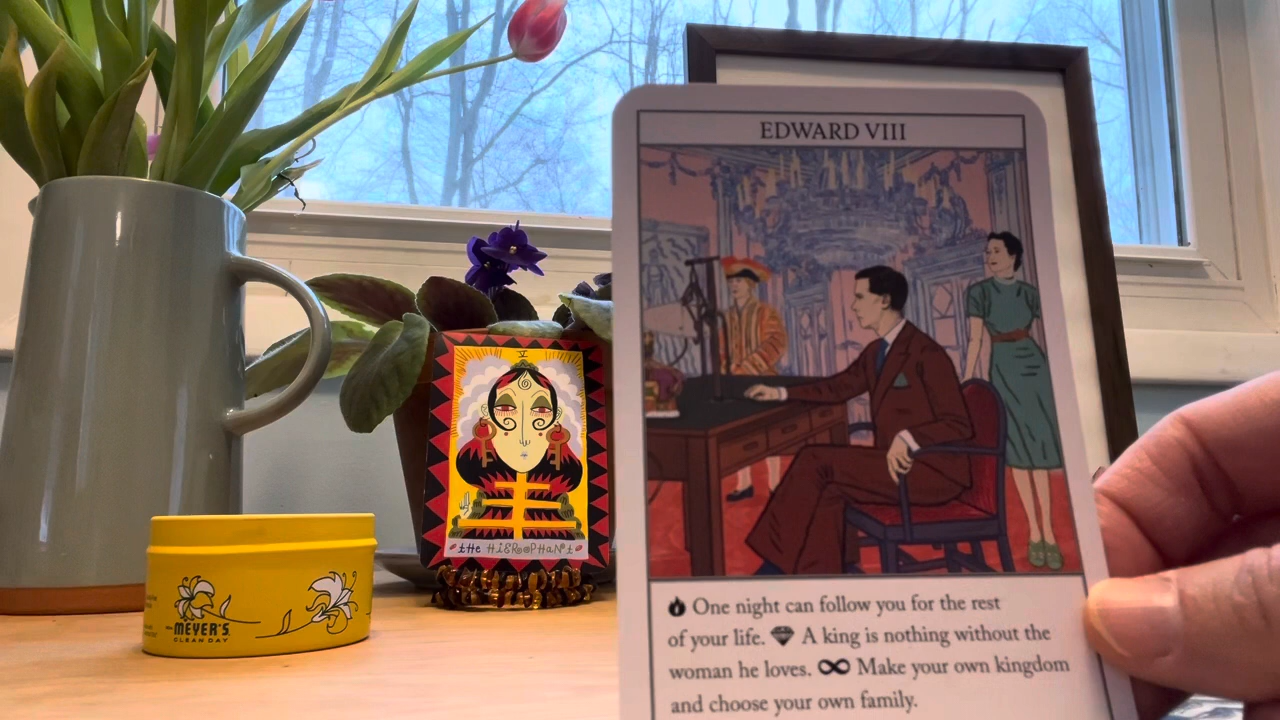 EDWARD VIII
One night can follow you for the rest
of your life. A king is nothing without the
woman he loves. Make your own kingdom
and choose your own family.
V
tHe HiERoPHaNt
MEYER'S
CLEAN DAY